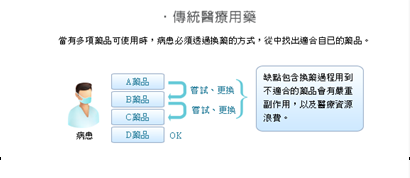 ・傳統醫療用藥
當有多項藥品可使用時，病患必須透過換藥的方式，從中找出適合自已的藥品。
A藥品
B藥品
C藥品
D藥品
嘗試、更換
嘗試、更換
OK
病患
缺點包含換藥過程用到
不適合的藥品會有嚴重
副作用，以及醫療資源
浪費。